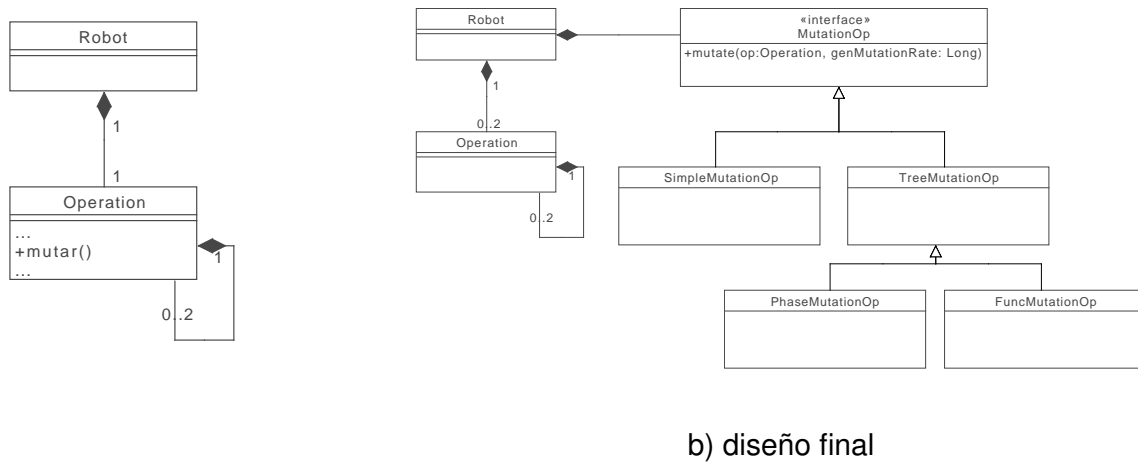 Robot
1
1
Operation
...
+mutar()
...
1
0..2
Robot
1
0..2
Operation
1
0..2
«interface»
MutationOp
+mutate(op:Operation, genMutationRate: Long)
SimpleMutationOp
TreeMutationOp
PhaseMutationOp
FuncMutationOp
b) diseño final